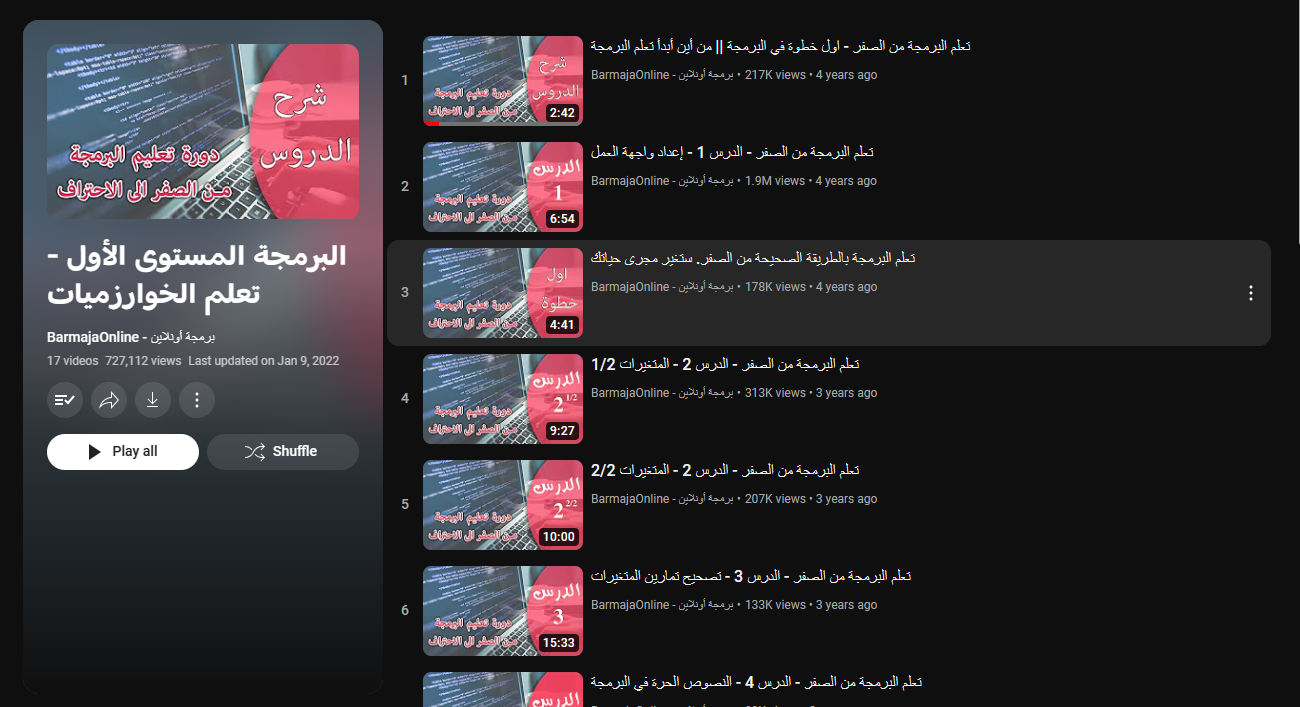 شرح
الدروس
دورة تعليم البرمجة
من الصفر الى الاحتراف
البرمجة المستوى الأول -
تعلم الخوارزميات
BarmajaOnline - برمجة أونلاين
17 videos 727,112 views Last updated on Jan 9, 2022
Play all
Shuffle
1
شرح
الدروس
دورة تعليم البرمجة
من الصفر الى الاحتراف
2:42
تعلم البرمجة من الصفر - اول خطوة في البرمجة || من أين أبدأ تعلم البرمجة
BarmajaOnline - برمجة أونلاين • 217K views • 4 years ago
2
الدرس
1
دورة تعليم البرمجة
من الصفر الى الاحتراف
6:54
تعلم البرمجة من الصفر - الدرس 1 - إعداد واجهة العمل
BarmajaOnline - برمجة أونلاين • 1.9M views • 4 years ago
3
اول
خطوة
دورة تعليم البرمجة
من الصفر الى الاحتراف
4:41
تعلم البرمجة بالطريقة الصحيحة من الصفر. ستغير مجرى حياتك
BarmajaOnline - برمجة أونلاين • 178K views • 4 years ago
4
الدرس
2 1/2
دورة تعليم البرمجة
من الصفر الى الاحتراف
9:27
تعلم البرمجة من الصفر - الدرس 2 - المتغيرات 1/2
BarmajaOnline - برمجة أونلاين • 313K views • 3 years ago
5
الدرس
2 2/2
دورة تعليم البرمجة
من الصفر الى الاحتراف
10:00
تعلم البرمجة من الصفر - الدرس 2 - المتغيرات 2/2
BarmajaOnline - برمجة أونلاين • 207K views • 3 years ago
6
الدرس
3
دورة تعليم البرمجة
من الصفر الى الاحتراف
15:33
تعلم البرمجة من الصفر - الدرس 3 - تصحيح تمارين المتغيرات
BarmajaOnline - برمجة أونلاين • 133K views • 3 years ago
الدرس
تعلم البرمجة من الصفر - الدرس 4 - النصوص الحرة في البرمجة